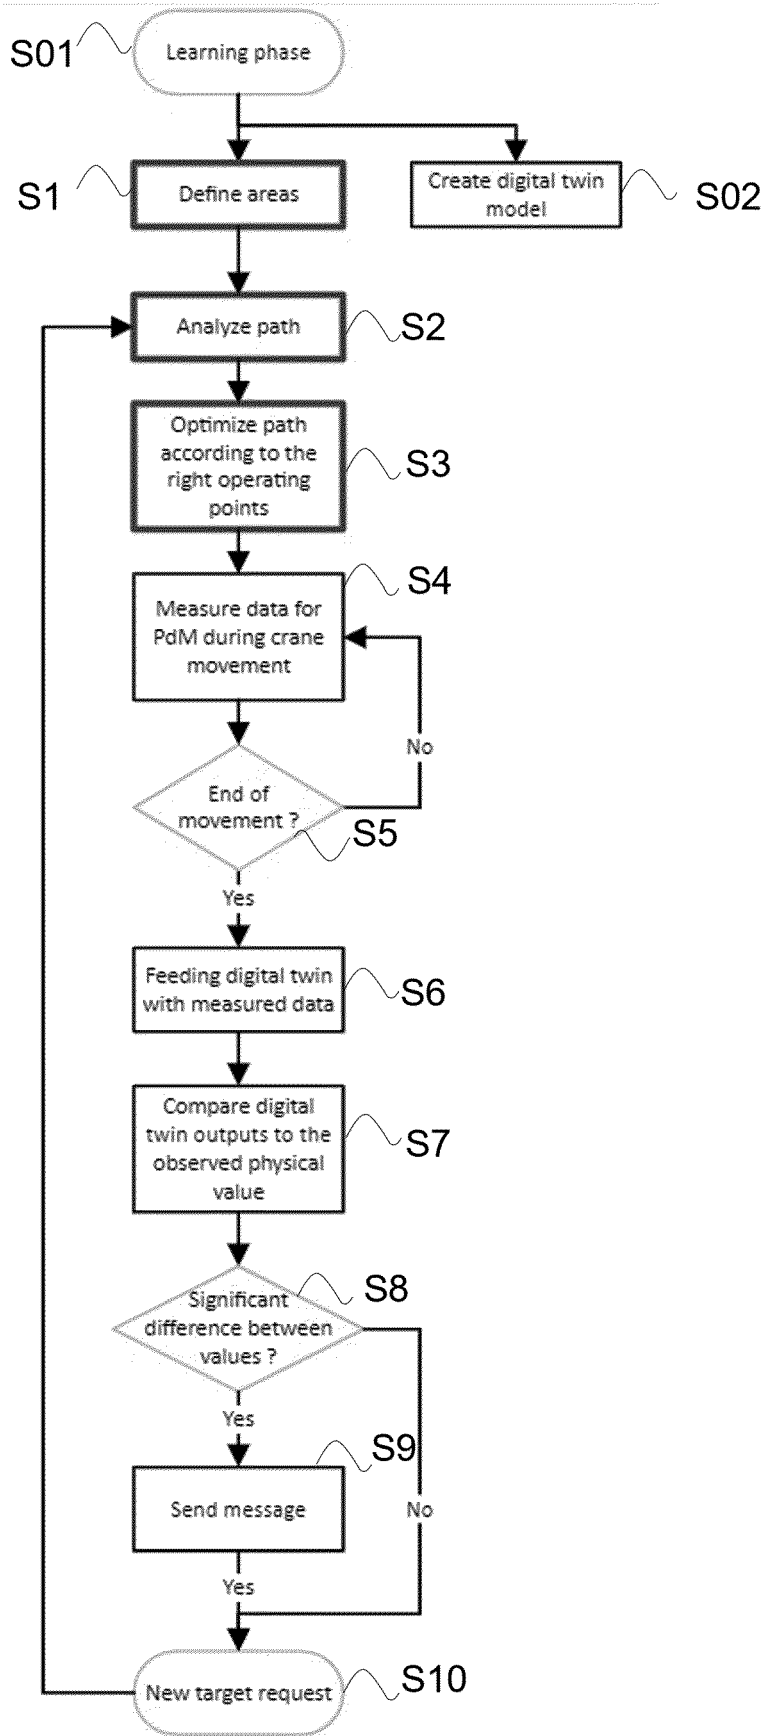 S01
Learning phase
S1
Define areas
Create digital twin
model
S02
Analyze path
S2
Optimize path
according to the
right operating
points
S3
Measure data for
PdM during crane
movement
S4
No
End of
movement ?
S5
Yes
Feeding digital twin
with measured data
S6
Compare digital
twin outputs to the
observed physical
value
S7
Significant
difference between
values ?
S8
Yes
S9
Send message
No
Yes
New target request
S10